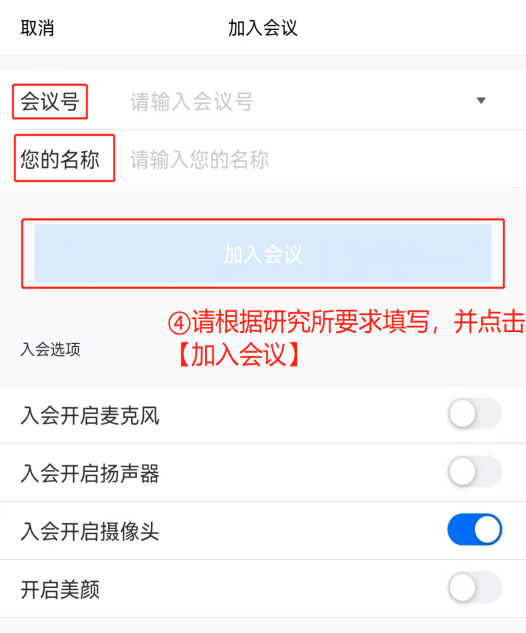 取消
加入会议
会议号 请输入会议号
您的名称 请输入您的名称
加入会议
④请根据研究所要求填写，并点击
【加入会议】
入会选项
入会开启麦克风
入会开启扬声器
入会开启摄像头
开启美颜